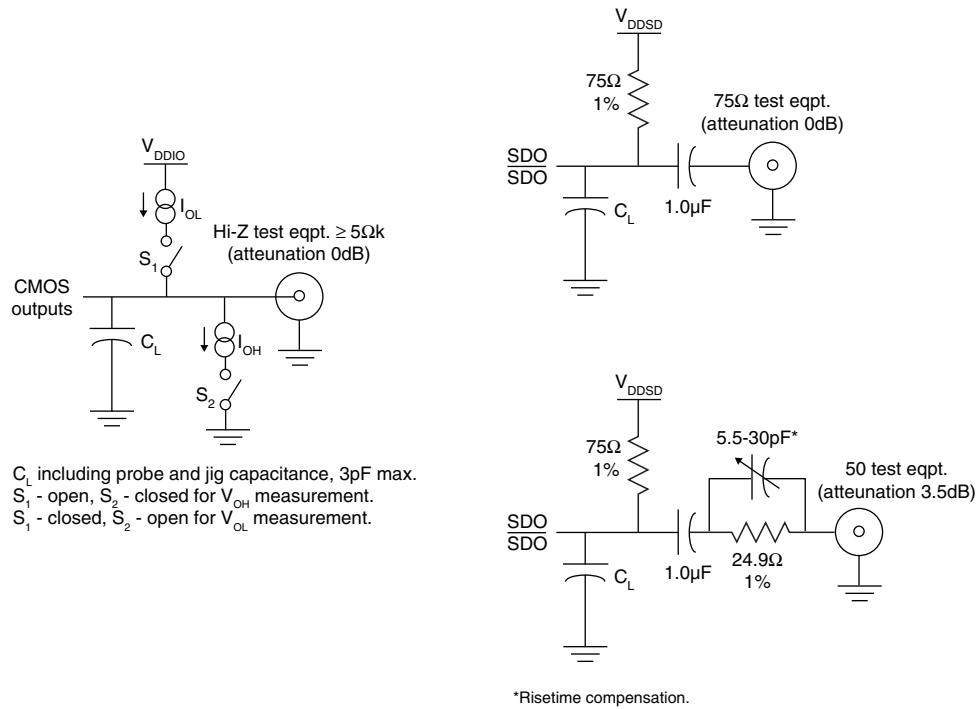 V_DDIO
I_OL
S_1
Hi-Z test eqpt. ≥ 5Ωk
(atteunation 0dB)
CMOS
outputs
C_L
I_OH
S_2
C_L including probe and jig capacitance, 3pF max.
S_1 - open, S_2 - closed for V_OH measurement.
S_1 - closed, S_2 - open for V_OL measurement.
V_DDSD
75Ω
1%
75Ω test eqpt.
(atteunation 0dB)
SDO
SDO
C_L
1.0µF
V_DDSD
75Ω
1%
5.5-30pF*
50 test eqpt.
(atteunation 3.5dB)
SDO
SDO
C_L
1.0µF
24.9Ω
1%
*Risetime compensation.